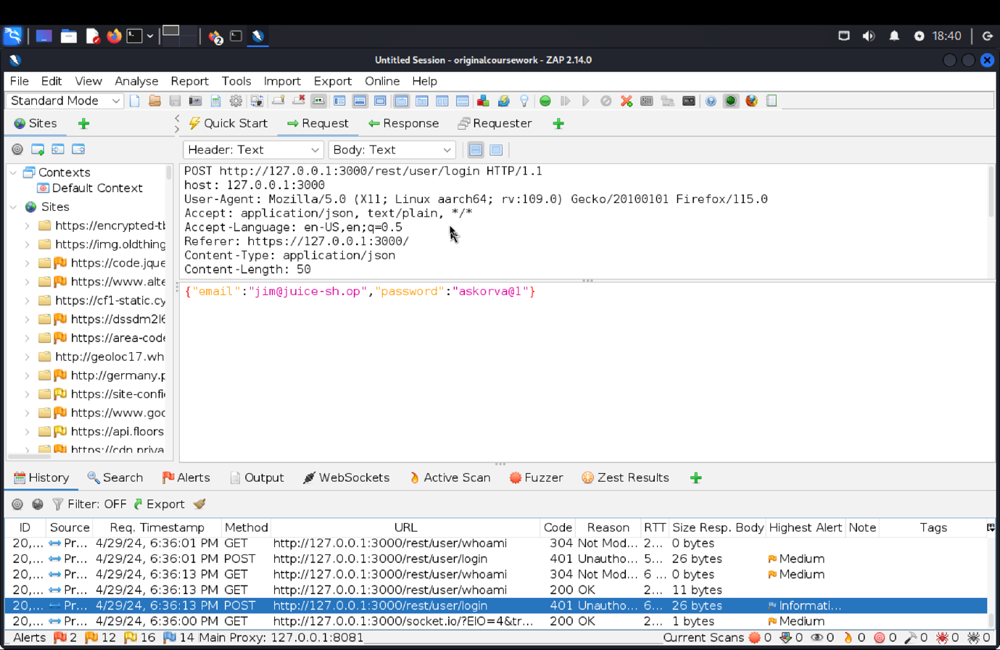 2
18:40
Untitled Session - originalcoursework - ZAP 2.14.0
File Edit View Analyse Report Tools Import Export Online Help
Standard Mode
Sites
Quick Start Request Response Requester
Header: Text Body: Text
Contexts
Default Context
Sites
https://encrypted-tb
https://img.oldthing
https://code.jque
https://www.alte
https://cf1-static.cy
https://dssdm2l6
https://area-code
http://geoloc17.wh
http://germany.p
https://site-confi
https://www.goo
https://api.floors
https://cdn.priva
POST http://127.0.0.1:3000/rest/user/login HTTP/1.1
host: 127.0.0.1:3000
User-Agent: Mozilla/5.0 (X11; Linux aarch64; rv:109.0) Gecko/20100101 Firefox/115.0
Accept: application/json, text/plain, */*
Accept-Language: en-US,en;q=0.5
Referer: https://127.0.0.1:3000/
Content-Type: application/json
Content-Length: 50
{"email":"jim@juice-sh.op","password":"askorva@1"}
History Search Alerts Output WebSockets Active Scan Fuzzer Zest Results
Filter: OFF Export
ID Source Req. Timestamp Method URL Code Reason RTT Size Resp. Body Highest Alert Note Tags
20,... Pr... 4/29/24, 6:36:01 PM GET http://127.0.0.1:3000/rest/user/whoami 304 Not Mod... 2... 0 bytes
20,... Pr... 4/29/24, 6:36:01 PM POST http://127.0.0.1:3000/rest/user/login 401 Unautho... 5... 26 bytes Medium
20,... Pr... 4/29/24, 6:36:13 PM GET http://127.0.0.1:3000/rest/user/whoami 304 Not Mod... 6 ... 0 bytes Medium
20,... Pr... 4/29/24, 6:36:13 PM GET http://127.0.0.1:3000/rest/user/whoami 200 OK 2... 11 bytes
20,... Pr... 4/29/24, 6:36:13 PM POST http://127.0.0.1:3000/rest/user/login 401 Unautho... 6... 26 bytes Informati...
20,... Pr... 4/29/24, 6:36:00 PM GET http://127.0.0.1:3000/socket.io/?EIO=4&tr... 200 OK 2... 1 bytes Medium
Alerts 2 12 16 14 Main Proxy: 127.0.0.1:8081 Current Scans 0 0 0 0 0 0 0 0